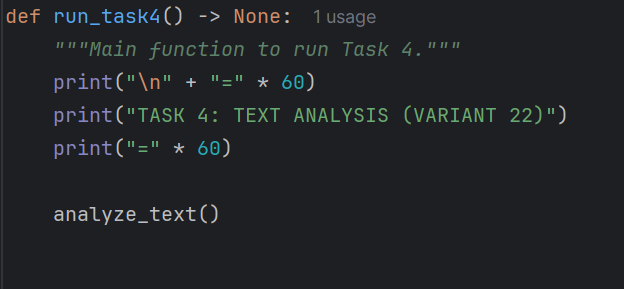 def run_task4() -> None: 1 usage
    """Main function to run Task 4."""
    print("\n" + "=" * 60)
    print("TASK 4: TEXT ANALYSIS (VARIANT 22)")
    print("=" * 60)

    analyze_text()